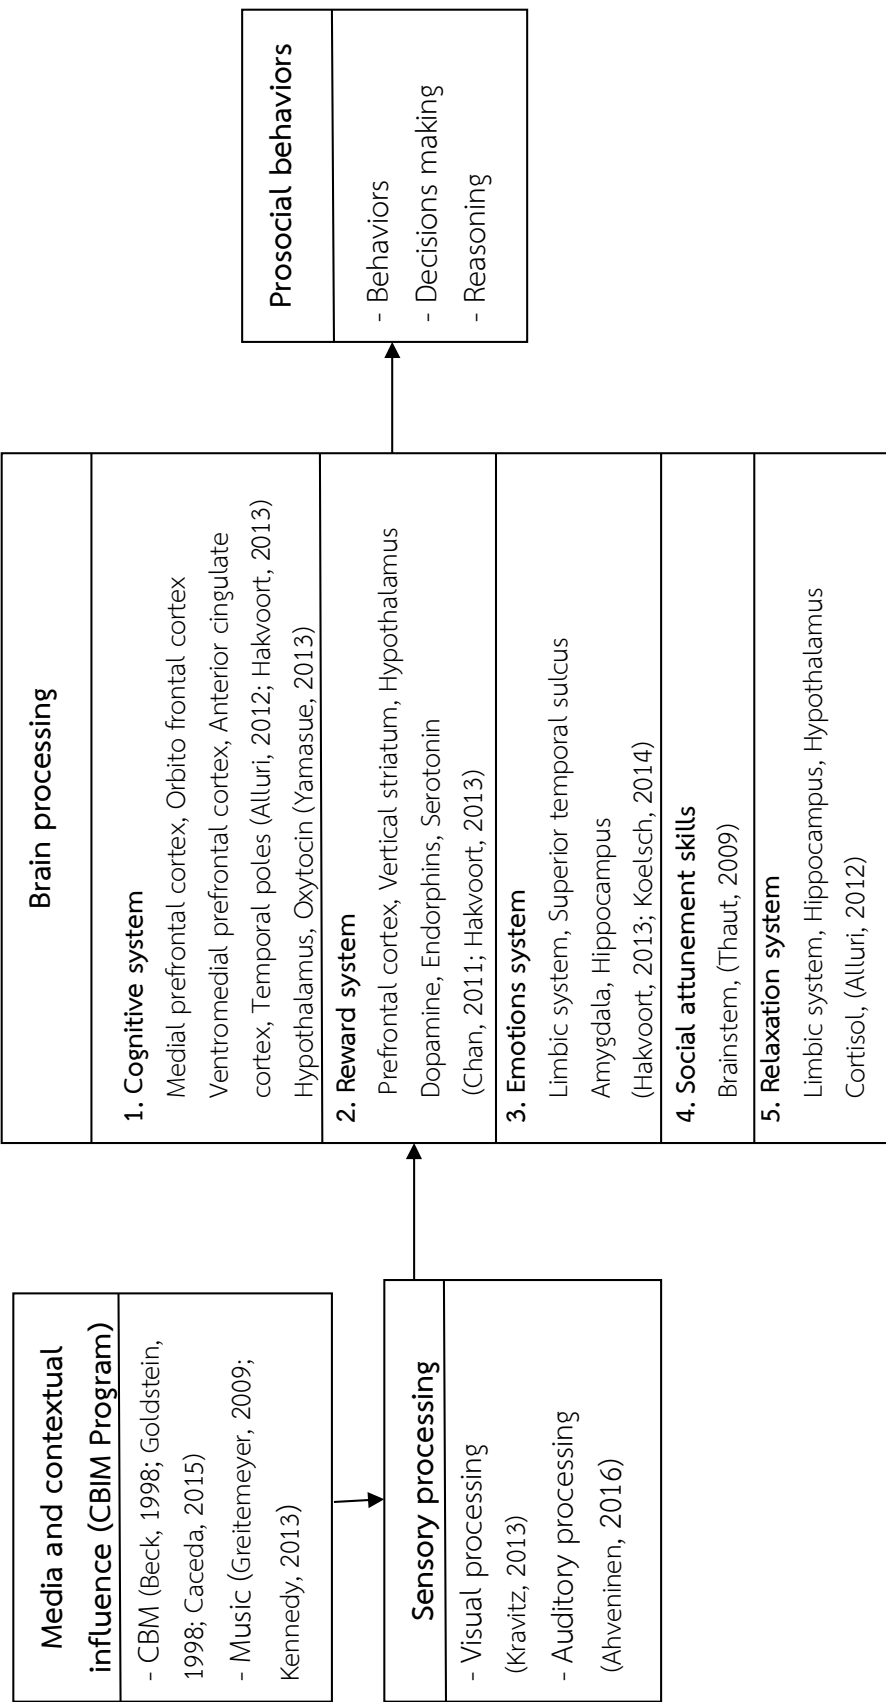 Media and contextual
influence (CBIM Program)
- CBM (Beck, 1998; Goldstein,
1998; Caceda, 2015)
- Music (Greitemeyer, 2009;
Kennedy, 2013)
Sensory processing
- Visual processing
(Kravitz, 2013)
- Auditory processing
(Ahveninen, 2016)
Brain processing
1. Cognitive system
Medial prefrontal cortex, Orbito frontal cortex
Ventromedial prefrontal cortex, Anterior cingulate
cortex, Temporal poles (Alluri, 2012; Hakvoort, 2013)
Hypothalamus, Oxytocin (Yamasue, 2013)
2. Reward system
Prefrontal cortex, Vertical striatum, Hypothalamus
Dopamine, Endorphins, Serotonin
(Chan, 2011; Hakvoort, 2013)
3. Emotions system
Limbic system, Superior temporal sulcus
Amygdala, Hippocampus
(Hakvoort, 2013; Koelsch, 2014)
4. Social attunement skills
Brainstem, (Thaut, 2009)
5. Relaxation system
Limbic system, Hippocampus, Hypothalamus
Cortisol, (Alluri, 2012)
Prosocial behaviors
- Behaviors
- Decisions making
- Reasoning